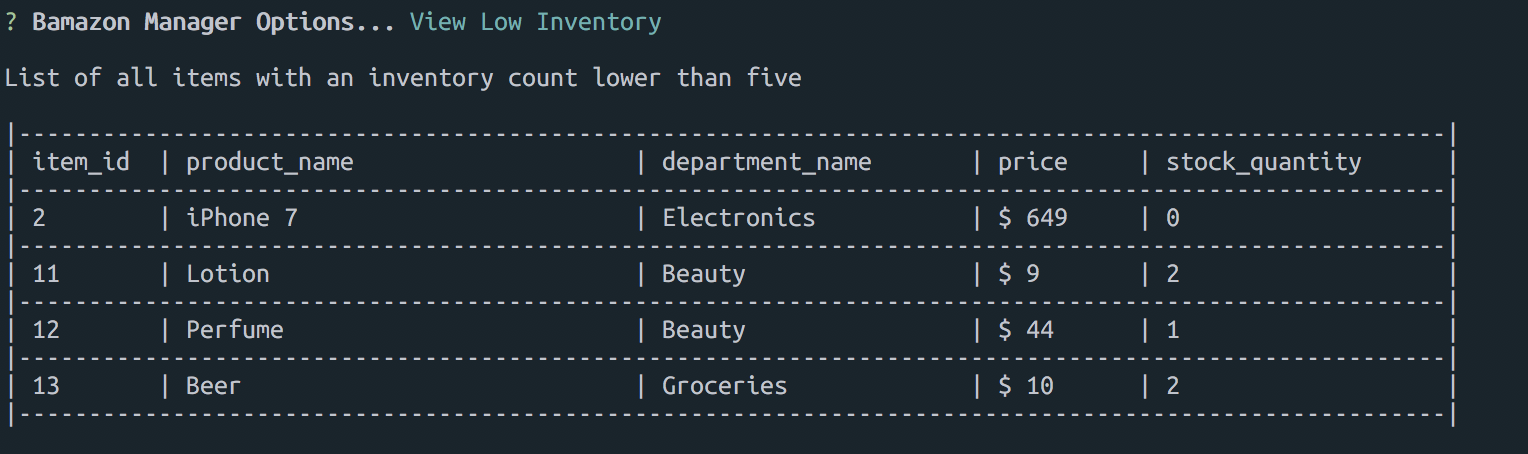 ? Bamazon Manager Options... View Low Inventory
List of all items with an inventory count lower than five
|------------------------------------------------------------------------------------------------------|
| item_id  | product_name                     | department_name       | price     | stock_quantity      |
|------------------------------------------------------------------------------------------------------|
| 2        | iPhone 7                         | Electronics           | $ 649     | 0                   |
|------------------------------------------------------------------------------------------------------|
| 11       | Lotion                           | Beauty                | $ 9       | 2                   |
|------------------------------------------------------------------------------------------------------|
| 12       | Perfume                          | Beauty                | $ 44      | 1                   |
|------------------------------------------------------------------------------------------------------|
| 13       | Beer                             | Groceries             | $ 10      | 2                   |
|------------------------------------------------------------------------------------------------------|